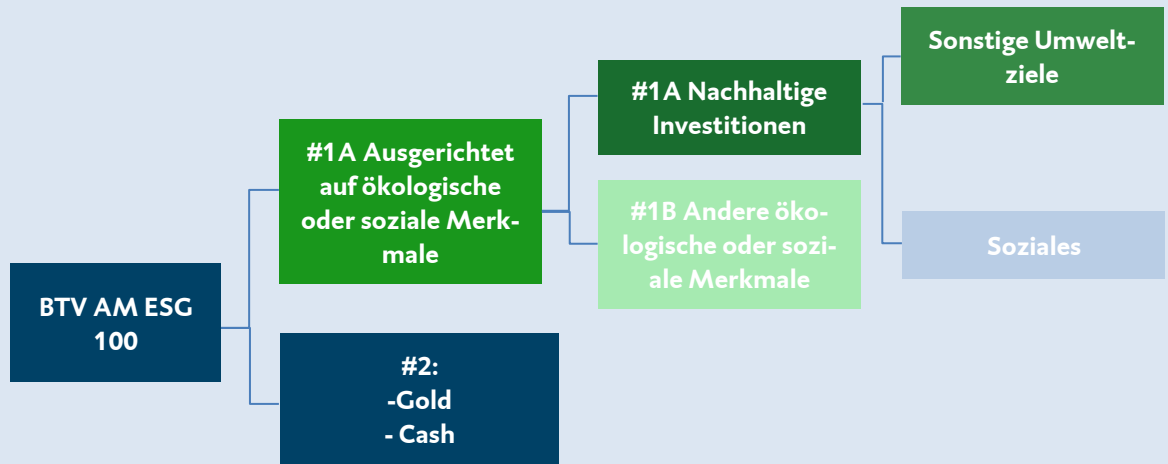 BTV AM ESG
100
#1A Ausgerichtet
auf ökologische
oder soziale Merk-
male
#2:
-Gold
- Cash
#1A Nachhaltige
Investitionen
#1B Andere öko-
logische oder sozi-
ale Merkmale
Sonstige Umwelt-
ziele
Soziales